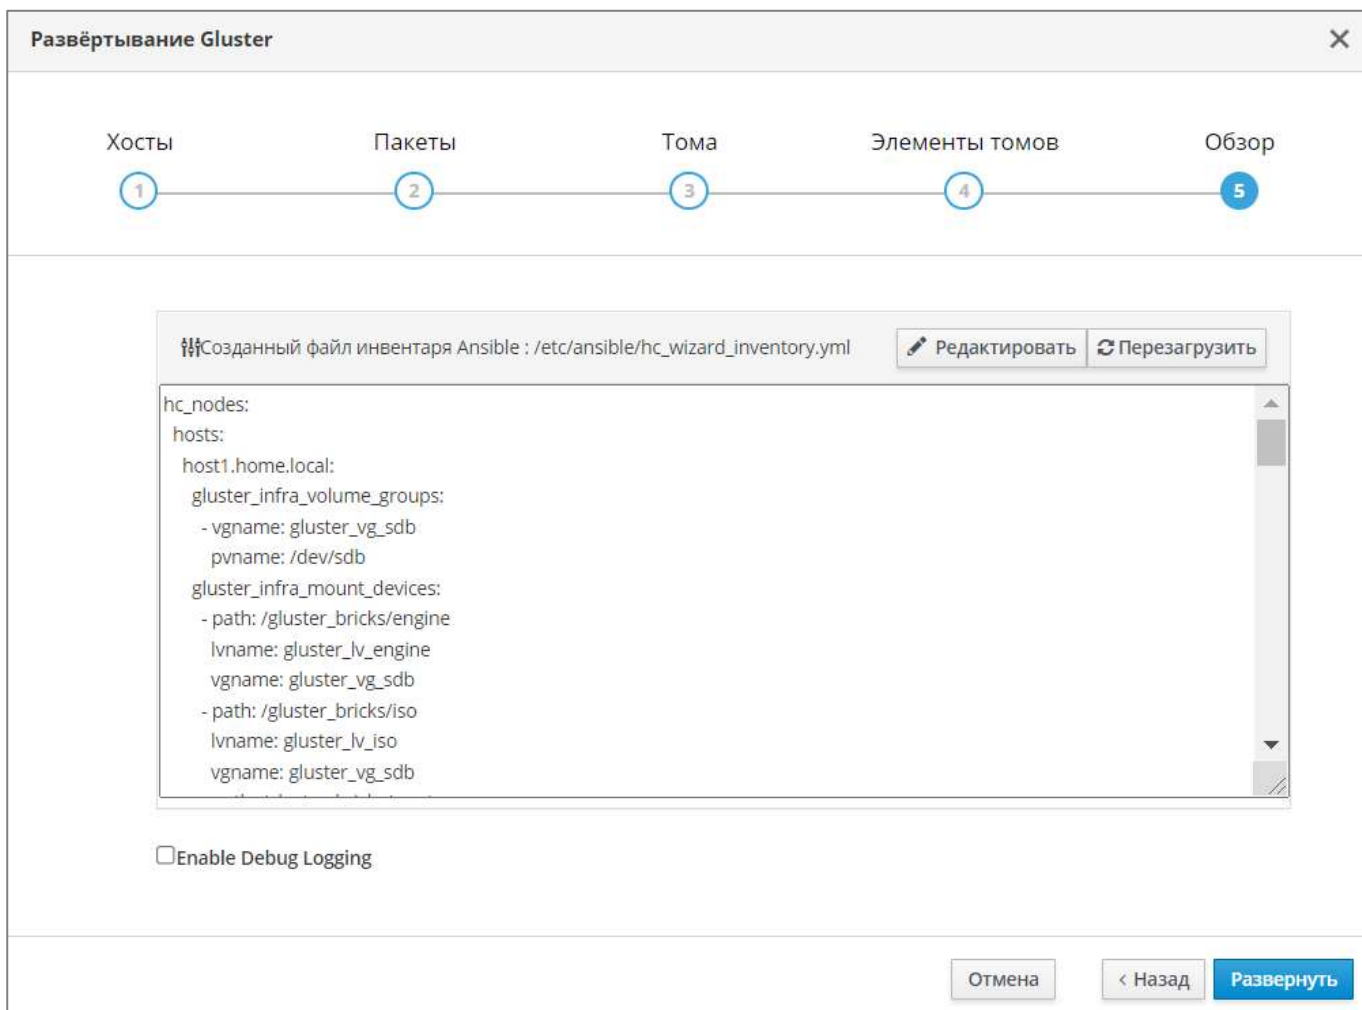 Развёртывание Gluster
Хосты Пакеты Тома Элементы томов Обзор
1 2 3 4 5
Созданный файл инвентаря Ansible : /etc/ansible/hc_wizard_inventory.yml Редактировать Перезагрузить
hc_nodes:
hosts:
host1.home.local:
gluster_infra_volume_groups:
- vgname: gluster_vg_sdb
pvname: /dev/sdb
gluster_infra_mount_devices:
- path: /gluster_bricks/engine
lvname: gluster_lv_engine
vgname: gluster_vg_sdb
- path: /gluster_bricks/iso
lvname: gluster_lv_iso
vgname: gluster_vg_sdb
Enable Debug Logging
Отмена < Назад Развернуть